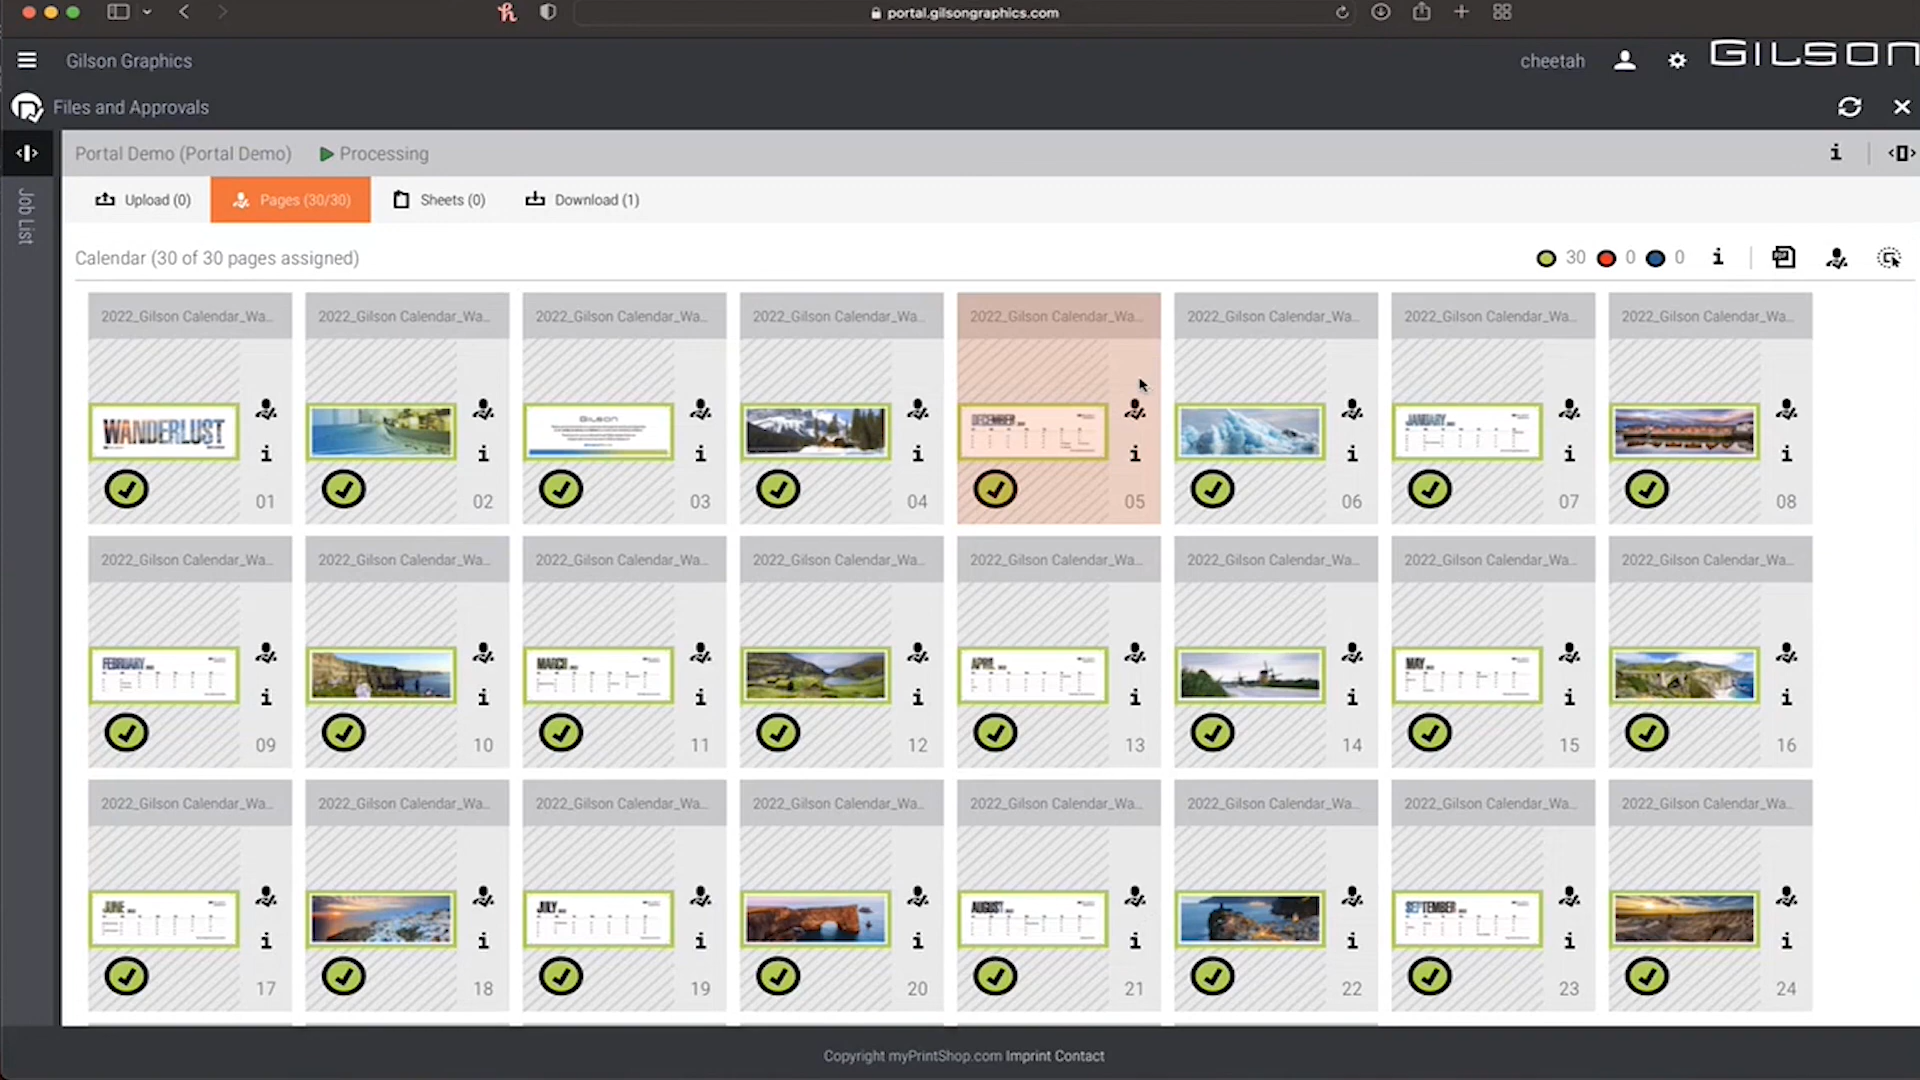 portal.gilsongraphics.com
Gilson Graphics
cheetah
GILSON
Files and Approvals
Portal Demo (Portal Demo)
Processing
Job List
Upload (0)
Pages (30/30)
Sheets (0)
Download (1)
Calendar (30 of 30 pages assigned)
30
0
0
2022_Gilson Calendar_Wa...
2022_Gilson Calendar_Wa...
2022_Gilson Calendar_Wa...
2022_Gilson Calendar_Wa...
2022_Gilson Calendar_Wa...
2022_Gilson Calendar_Wa...
2022_Gilson Calendar_Wa...
2022_Gilson Calendar_Wa...
WANDERLUST
Gilson
DECEMBER
JANUARY
01
02
03
04
05
06
07
08
2022_Gilson Calendar_Wa...
2022_Gilson Calendar_Wa...
2022_Gilson Calendar_Wa...
2022_Gilson Calendar_Wa...
2022_Gilson Calendar_Wa...
2022_Gilson Calendar_Wa...
2022_Gilson Calendar_Wa...
2022_Gilson Calendar_Wa...
FEBRUARY
MARCH
APRIL
MAY
09
10
11
12
13
14
15
16
2022_Gilson Calendar_Wa...
2022_Gilson Calendar_Wa...
2022_Gilson Calendar_Wa...
2022_Gilson Calendar_Wa...
2022_Gilson Calendar_Wa...
2022_Gilson Calendar_Wa...
2022_Gilson Calendar_Wa...
2022_Gilson Calendar_Wa...
JUNE
JULY
AUGUST
SEPTEMBER
17
18
19
20
21
22
23
24
Copyright myPrintShop.com Imprint Contact